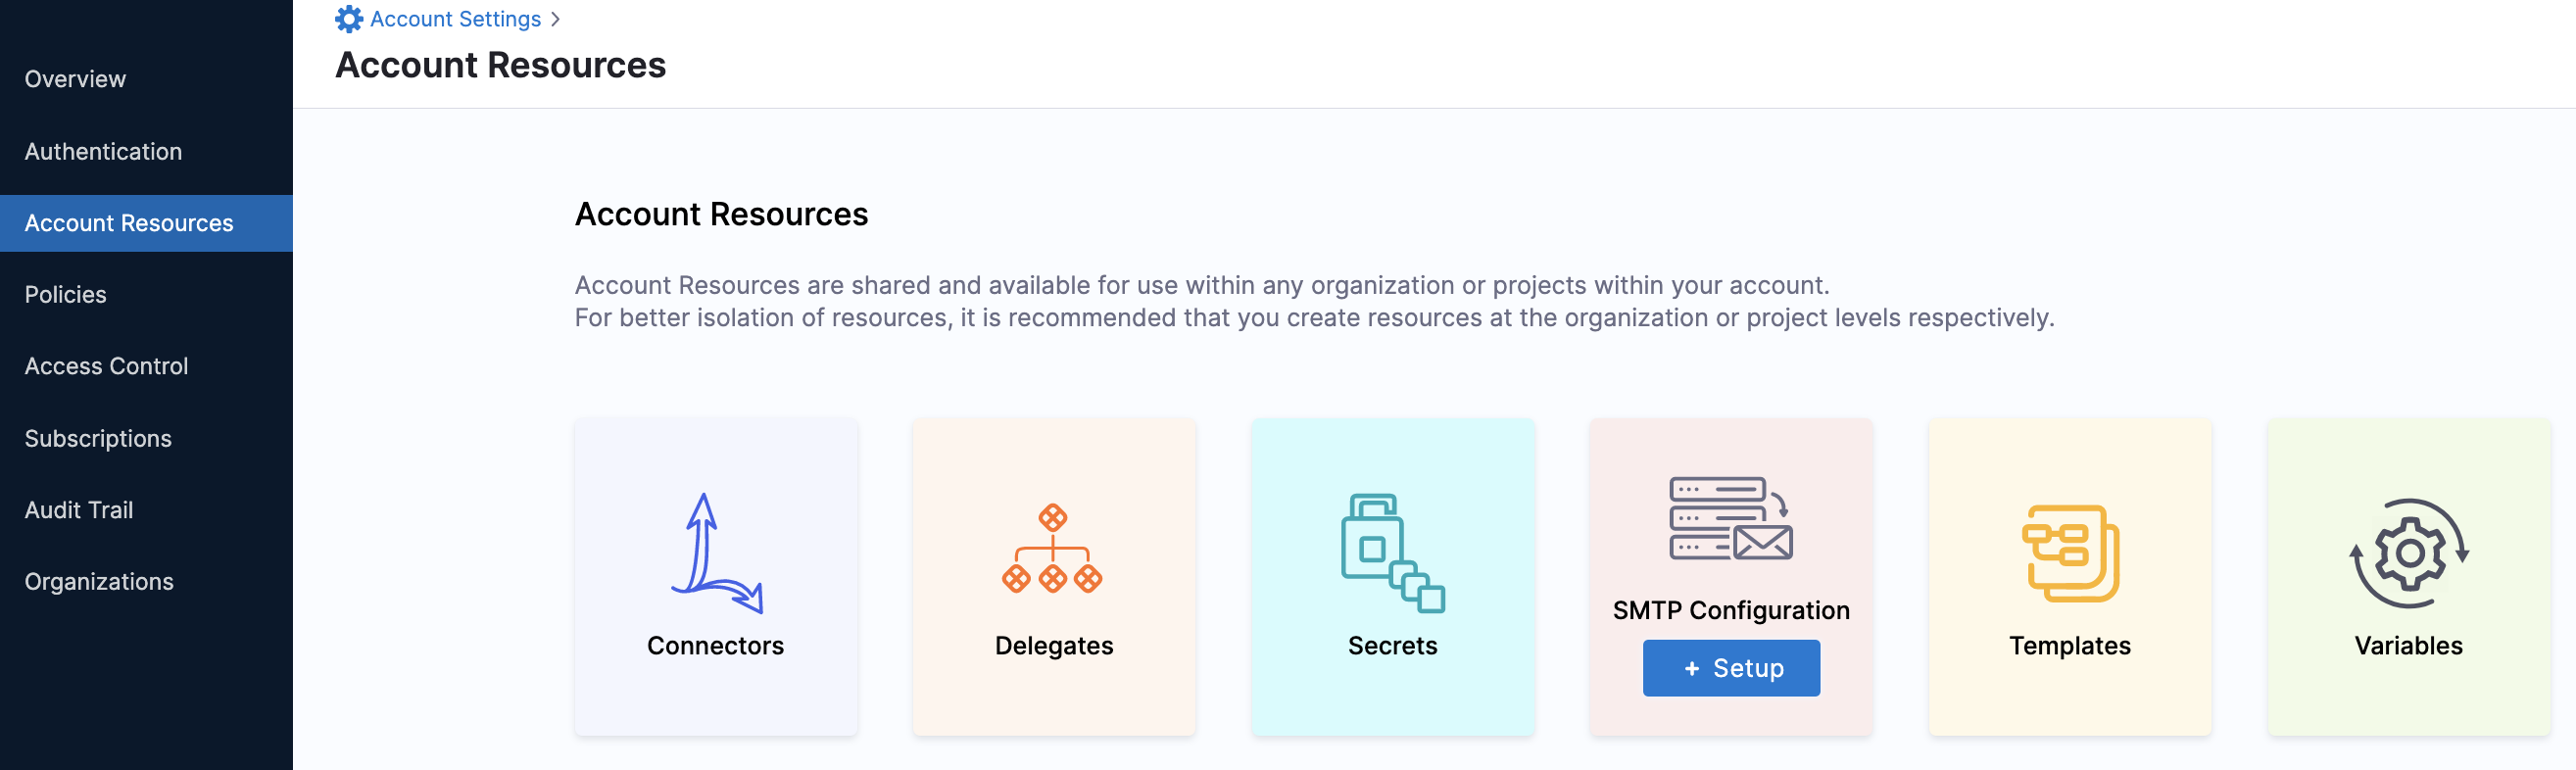 Overview
Authentication
Account Resources
Policies
Access Control
Subscriptions
Audit Trail
Organizations
Account Settings >
Account Resources
Account Resources
Account Resources are shared and available for use within any organization or projects within your account.
For better isolation of resources, it is recommended that you create resources at the organization or project levels respectively.
Connectors
Delegates
Secrets
SMTP Configuration
+ Setup
Templates
Variables